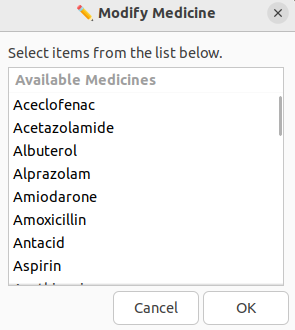 ✏️ Modify Medicine
Select items from the list below.
Available Medicines
Aceclofenac
Acetazolamide
Albuterol
Alprazolam
Amiodarone
Amoxicillin
Antacid
Aspirin
Cancel
OK